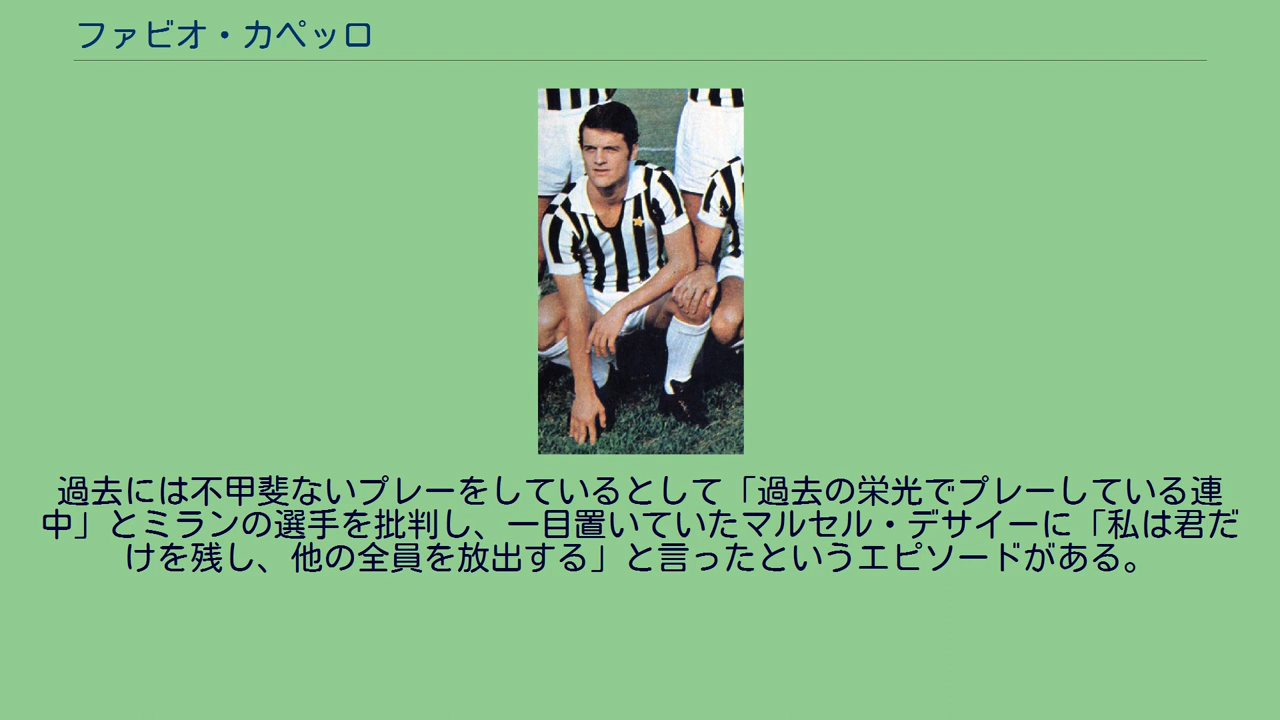 ファビオ・カペッロ
過去には不甲斐ないプレーをしているとして「過去の栄光でプレーしている連
中」とミランの選手を批判し、一目置いていたマルセル・デサイーに「私は君だ
けを残し、他の全員を放出する」と言ったというエピソードがある。